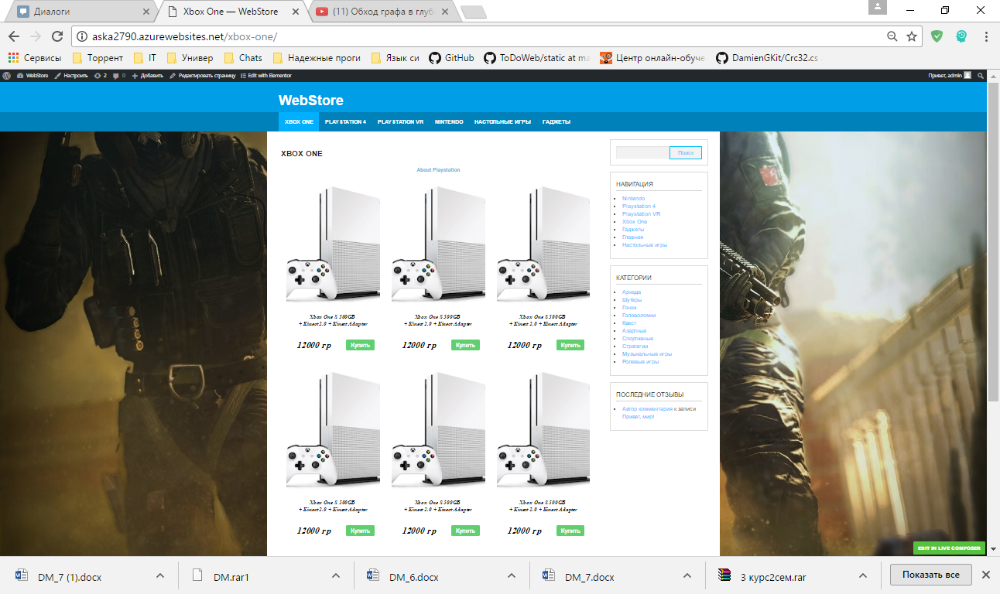 Диалоги
Xbox One — WebStore
(11) Обход графа в глуб
aska2790.azurewebsites.net/xbox-one/
Сервисы Торрент IT Универ Chats Надежные проги Язык си GitHub ToDoWeb/static at ma Центр онлайн-обуче DamienGKit/Crc32.cs
WebStore Настроить 2 0 Добавить Редактировать страницу Edit with Elementor Привет, admin
WebStore
XBOX ONE PLAYSTATION 4 PLAYSTATION VR NINTENDO НАСТОЛЬНЫЕ ИГРЫ ГАДЖЕТЫ
XBOX ONE
About Playstation
Xbox One S 500GB
+ Kinect 2.0 + Kinect Adapter
12000 гр Купить
Xbox One S 500GB
+ Kinect 2.0 + Kinect Adapter
12000 гр Купить
Xbox One S 500GB
+ Kinect 2.0 + Kinect Adapter
12000 гр Купить
Xbox One S 500GB
+ Kinect 2.0 + Kinect Adapter
12000 гр Купить
Xbox One S 500GB
+ Kinect 2.0 + Kinect Adapter
12000 гр Купить
Xbox One S 500GB
+ Kinect 2.0 + Kinect Adapter
12000 гр Купить
Поиск
НАВИГАЦИЯ
Nintendo
Playstation 4
Playstation VR
Xbox One
Гаджеты
Главная
Настольные игры
КАТЕГОРИИ
Аркада
Шутеры
Гонки
Головоломки
Квест
Азартные
Спортивные
Стратегии
Музыкальные игры
Ролевые игры
ПОСЛЕДНИЕ ОТЗЫВЫ
Автор комментария к записи
Привет, мир!
EDIT IN LIVE COMPOSER
DM_7 (1).docx DM.rar1 DM_6.docx DM_7.docx 3 курс2сем.rar Показать все